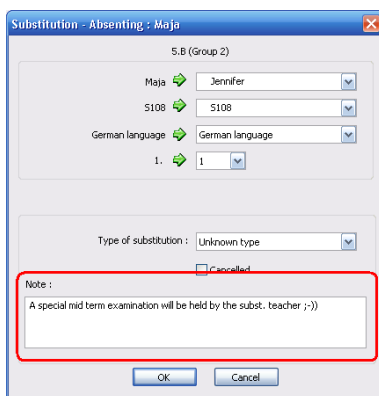 Substitution - Absenting : Maja
5.B (Group 2)
Maja Jennifer
S108 S108
German language German language
1. 1
Type of substitution : Unknown type
Cancelled
Note :
A special mid term examination will be held by the subst. teacher ;-))
OK Cancel